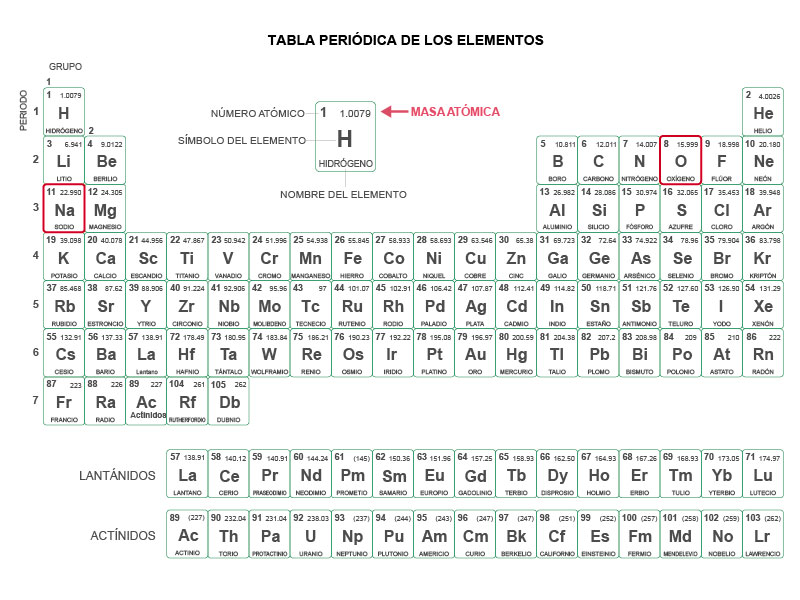 TABLA PERIÓDICA DE LOS ELEMENTOS
GRUPO
PERIODO
1
2
NÚMERO ATÓMICO
SÍMBOLO DEL ELEMENTO
NOMBRE DEL ELEMENTO
1 1.0079
H
HIDRÓGENO
MASA ATÓMICA
1
1 1.0079 2 4.0026
H He
HIDRÓGENO HELIO
2
3 6.941 4 9.0122 5 10.811 6 12.011 7 14.007 8 15.999 9 18.998 10 20.180
Li Be B C N O F Ne
LITIO BERILIO BORO CARBONO NITRÓGENO OXÍGENO FLÚOR NEÓN
3
11 22.990 12 24.305 13 26.982 14 28.086 15 30.974 16 32.065 17 35.453 18 39.948
Na Mg Al Si P S Cl Ar
SODIO MAGNESIO ALUMINIO SILICIO FÓSFORO AZUFRE CLORO ARGÓN
4
19 39.098 20 40.078 21 44.956 22 47.867 23 50.942 24 51.996 25 54.938 26 55.845 27 58.933 28 58.693 29 63.546 30 65.38 31 69.723 32 72.64 33 74.922 34 78.96 35 79.904 36 83.798
K Ca Sc Ti V Cr Mn Fe Co Ni Cu Zn Ga Ge As Se Br Kr
POTASIO CALCIO ESCANDIO TITANIO VANADIO CROMO MANGANESO HIERRO COBALTO NIQUEL COBRE ZINC GALIO GERMANIO ARSÉNICO SELENIO BROMO KRIPTÓN
5
37 85.468 38 87.62 39 88.906 40 91.224 41 92.906 42 95.96 43 97 44 101.07 45 102.91 46 106.42 47 107.87 48 112.41 49 114.82 50 118.71 51 121.76 52 127.60 53 126.90 54 131.29
Rb Sr Y Zr Nb Mo Tc Ru Rh Pd Ag Cd In Sn Sb Te I Xe
RUBIDIO ESTRONCIO YTRIO ZIRCONIO NIOBIO MOLIBDENO TECNECIO RUTENIO RODIO PALADIO PLATA CADMIO INDIO ESTAÑO ANTIMONIO TELURO YODO XENÓN
6
55 132.91 56 137.33 57 138.91 72 178.49 73 180.95 74 183.84 75 186.21 76 190.23 77 192.22 78 195.08 79 196.97 80 200.59 81 204.38 82 207.2 83 208.98 84 209 85 210 86 222
Cs Ba La Hf Ta W Re Os Ir Pt Au Hg Tl Pb Bi Po At Rn
CESIO BARIO Lantano HAFNIO TÁNTALO WOLFRAMIO RENIO OSMIO IRIDIO PLATINO ORO MERCURIO TALIO PLOMO BISMUTO POLONIO ASTATO RADÓN
7
87 223 88 226 89 227 104 261 105 262
Fr Ra Ac Rf Db
FRANCIO RADIO Actinidos RUTHERFORDIO DUBNIO
LANTÁNIDOS
57 138.91 58 140.12 59 140.91 60 144.24 61 (145) 62 150.36 63 151.96 64 157.25 65 158.93 66 162.50 67 164.93 68 167.26 69 168.93 70 173.05 71 174.97
La Ce Pr Nd Pm Sm Eu Gd Tb Dy Ho Er Tm Yb Lu
LANTANO CERIO PRASEODIMIO NEODIMIO PROMETIO SAMARIO EUROPIO TERBIO DISPROSIO HOLMIO ERBIO TULIO YTERBIO LUTECIO
ACTÍNIDOS
89 (227) 90 232.04 91 231.04 92 238.03 93 (237) 94 (244) 95 (243) 96 (247) 97 (247) 98 (251) 99 (252) 100 (257) 101 (258) 102 (259) 103 (262)
Ac Th Pa U Np Pu Am Cm Bk Cf Es Fm Md No Lr
ACTINIO TORIO PROTACTINIO URANIO NEPTUNIO PLUTONIO AMERICIO CURIO BERKELIO CALIFORNIO EINSTEINIO FERMIO MENDELEVIO NOBELIO LAWRENCIO